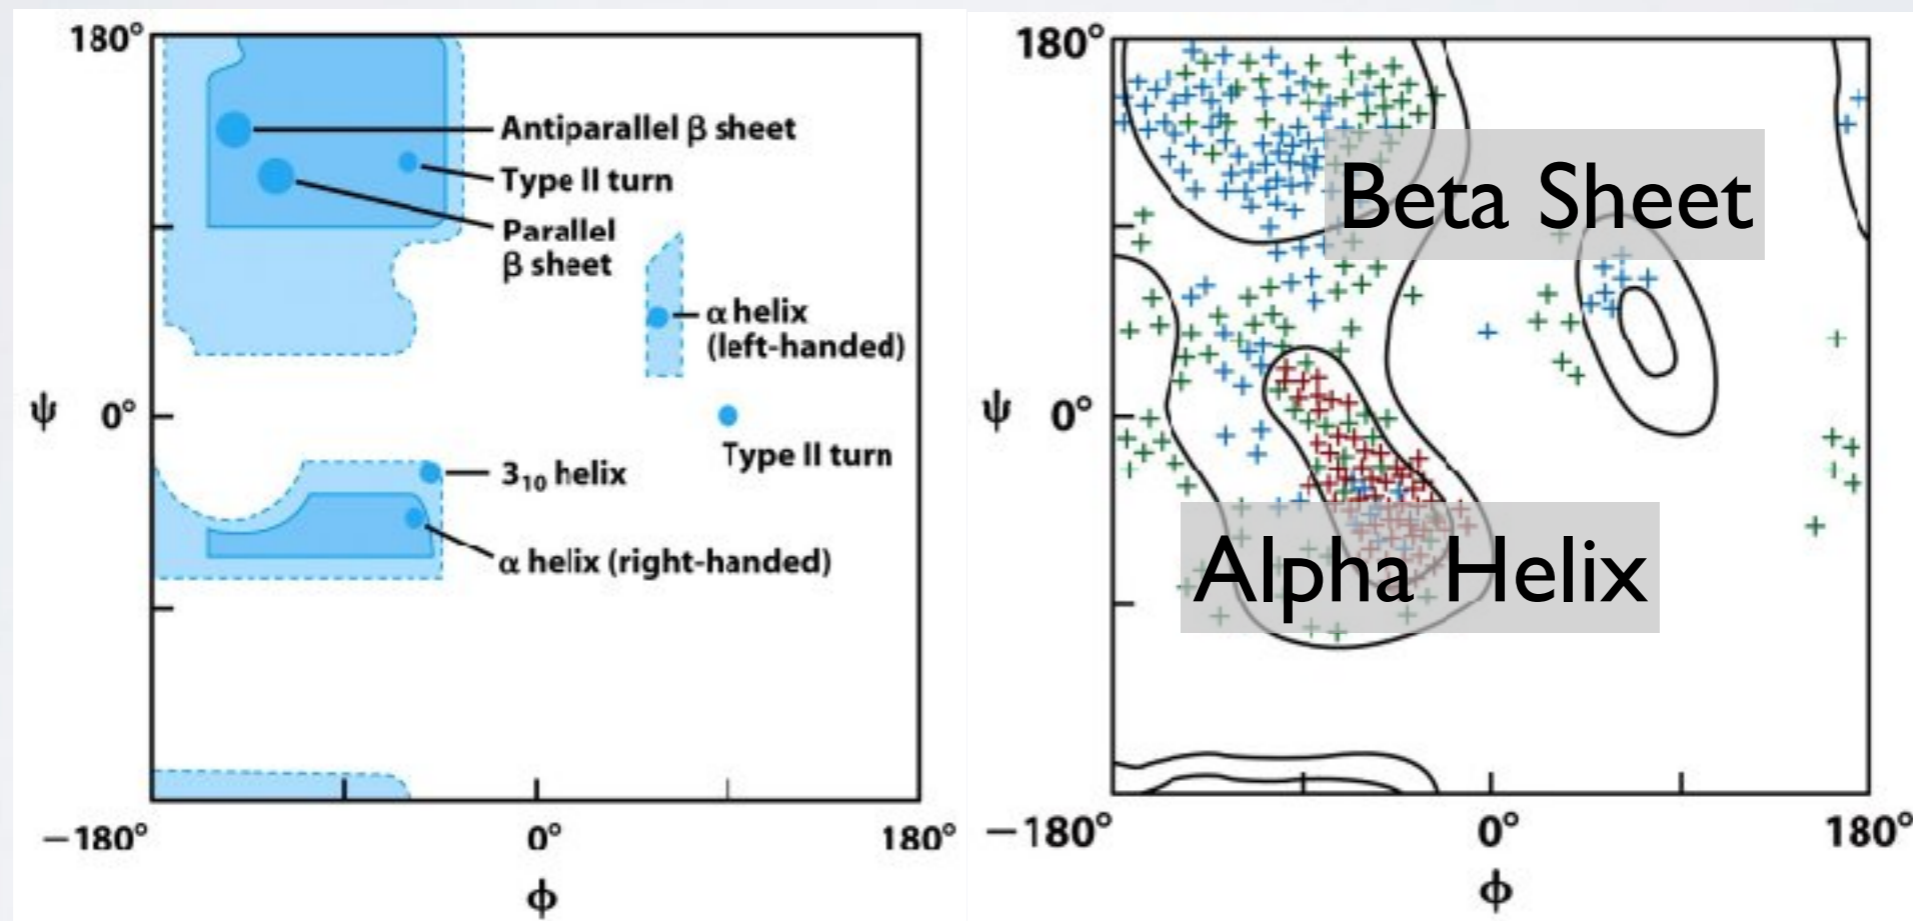 180°
Antiparallel β sheet
Type II turn
Parallel
β sheet
α helix
(left-handed)
ψ
0°
Type II turn
3₁₀ helix
α helix (right-handed)
−180°
0°
180°
ϕ
180°
Beta Sheet
ψ
0°
Alpha Helix
−180°
0°
180°
ϕ